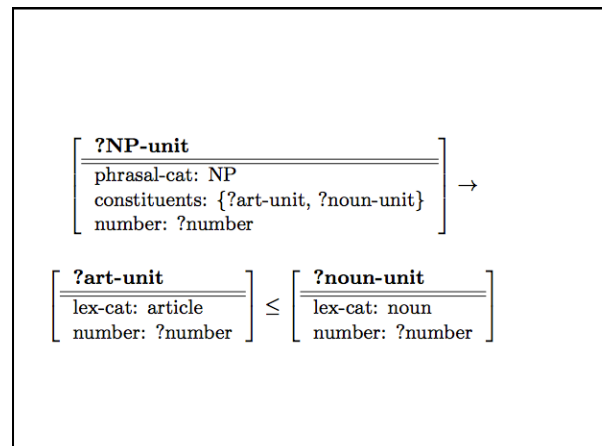 ?NP-unit
phrasal-cat: NP
constituents: {?art-unit, ?noun-unit}
number: ?number
→
?art-unit
lex-cat: article
number: ?number
≤
?noun-unit
lex-cat: noun
number: ?number